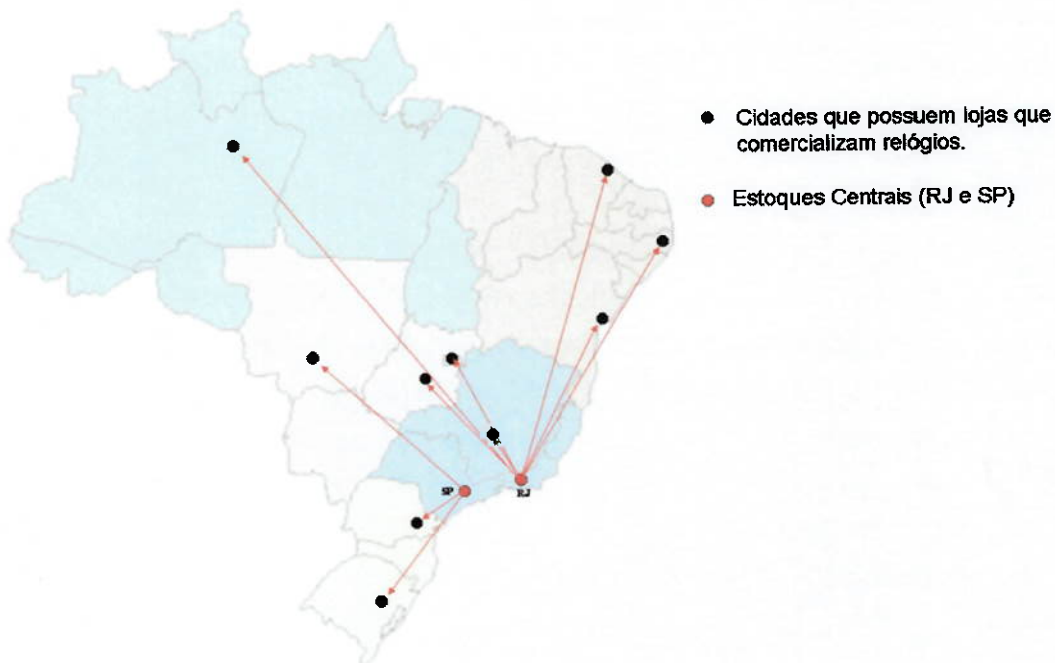 Cidades que possuem lojas que
comercializam relógios.
Estoques Centrais (RJ e SP)
SP
RJ